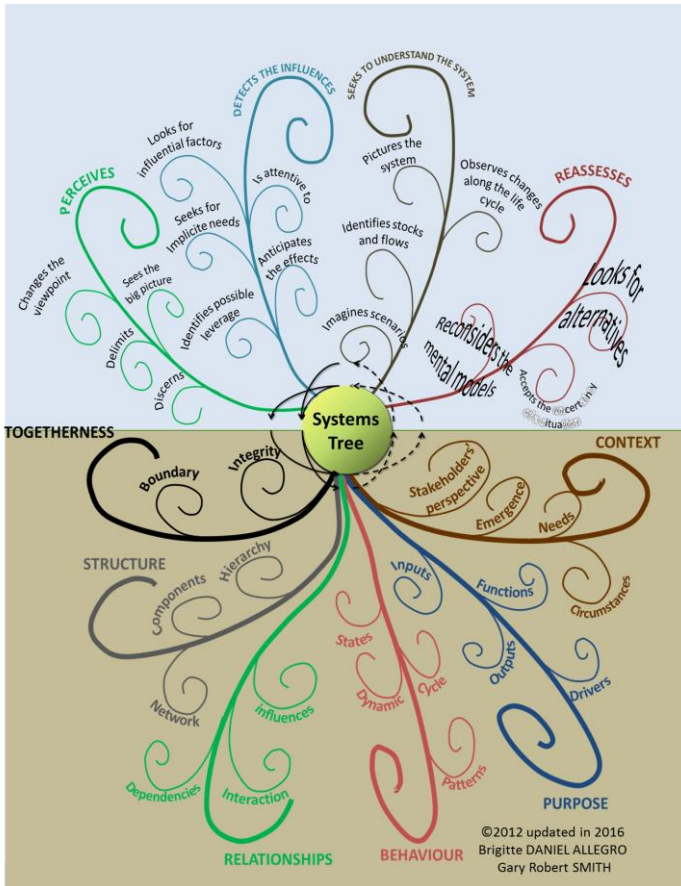 DETECTS THE INFLUENCES
SEEKS TO UNDERSTAND THE SYSTEM
Looks for
influential factors
Is attentive to
Pictures the
system
Observes changes
along the life
cycle
PERCEIVES
REASSESSES
Seeks for
Implicite needs
Anticipates
the effects
Identifies stocks
and flows
Changes the
viewpoint
Sees the
big picture
Identifies possible
leverage
Imagines scenarios
Looks for
alternatives
Reconsiders the
mental models
Delimits
Discerns
Accepts the
situation
Systems
Tree
TOGETHERNESS
CONTEXT
Boundary
Integrity
Stakeholders'
perspective
Emergence
Needs
Circumstances
STRUCTURE
Components
Hierarchy
Network
Inputs
Functions
Outputs
Drivers
States
Dynamic
Cycle
Patterns
influences
Dependencies
Interaction
PURPOSE
RELATIONSHIPS
BEHAVIOUR
©2012 updated in 2016
Brigitte DANIEL ALLEGRO
Gary Robert SMITH